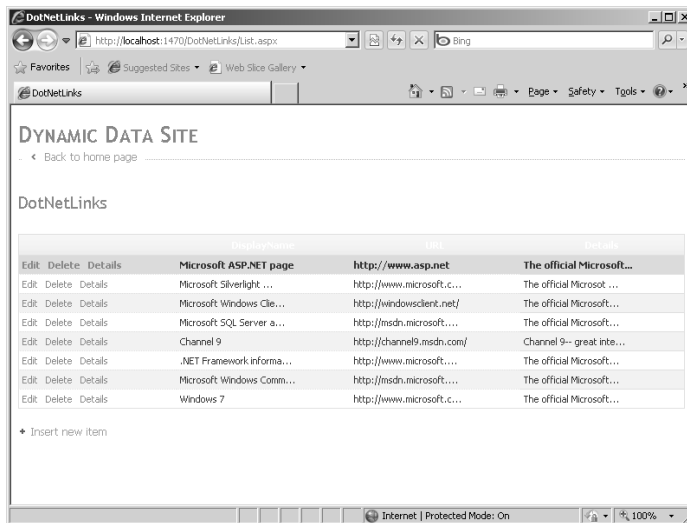 DotNetLinks - Windows Internet Explorer
http://localhost:1470/DotNetLinks/List.aspx
Bing
Favorites Suggested Sites Web Slice Gallery
DotNetLinks Page Safety Tools
DYNAMIC DATA SITE
Back to home page
DotNetLinks
DisplayName Url Details
Edit Delete Details Microsoft ASP.NET page http://www.asp.net The official Microsoft...
Edit Delete Details Microsoft Silverlight ... http://www.microsoft.c... The official Microsot ...
Edit Delete Details Microsoft Windows Clie... http://windowsclient.net/ The official Microsoft...
Edit Delete Details Microsoft SQL Server a... http://msdn.microsoft.... The official Microsoft...
Edit Delete Details Channel 9 http://channel9.msdn.com/ Channel 9-- great inte...
Edit Delete Details .NET Framework informa... http://www.microsoft.... The official Microsoft...
Edit Delete Details Microsoft Windows Comm... http://msdn.microsoft.... The official Microsoft...
Edit Delete Details Windows 7 http://www.microsoft.c... The official Microsoft...
Insert new item
Internet | Protected Mode: On 100%